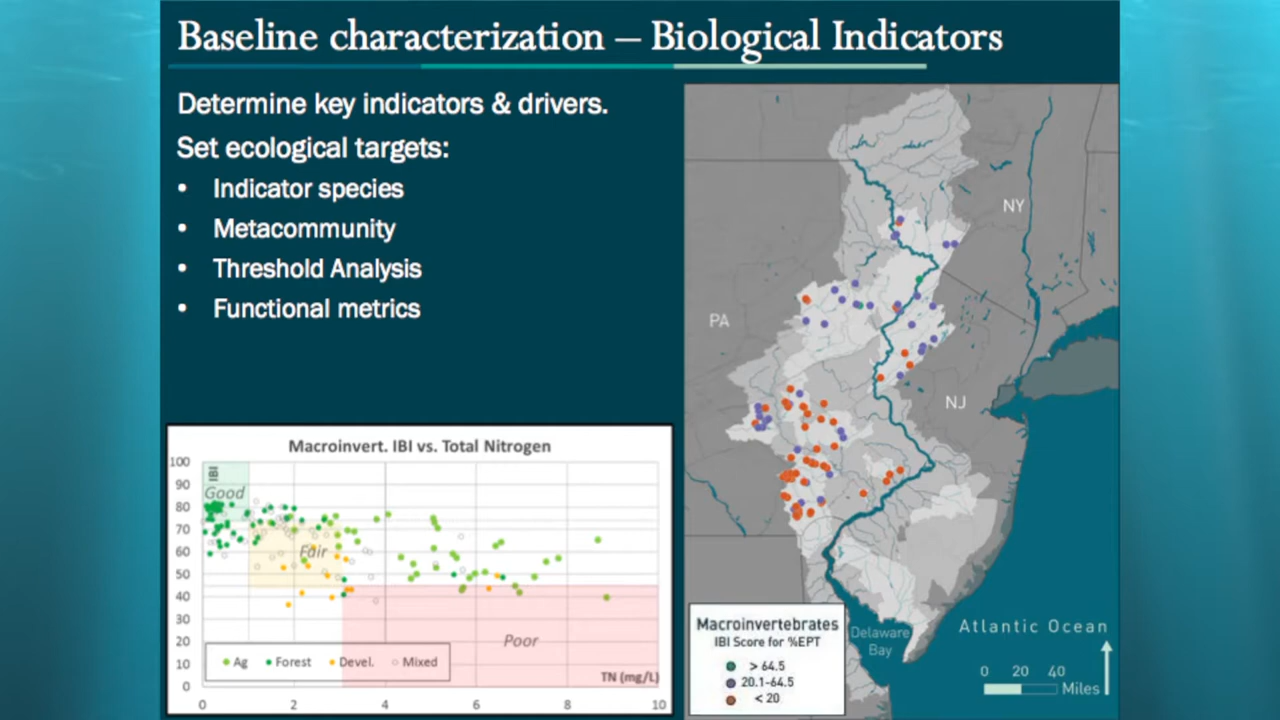 Baseline characterization – Biological Indicators
Determine key indicators & drivers.
Set ecological targets:
• Indicator species
• Metacommunity
• Threshold Analysis
• Functional metrics
Macroinvert. IBI vs. Total Nitrogen
100
90
80
70
60
50
40
30
20
10
0
IBI
Good
Fair
Poor
Ag Forest Devel. Mixed
TN (mg/L)
0 2 4 6 8 10
NY
PA
NJ
Macroinvertebrates
IBI Score for %EPT
> 64.5
20.1-64.5
< 20
Delaware
Bay
Atlantic Ocean
0 20 40
Miles